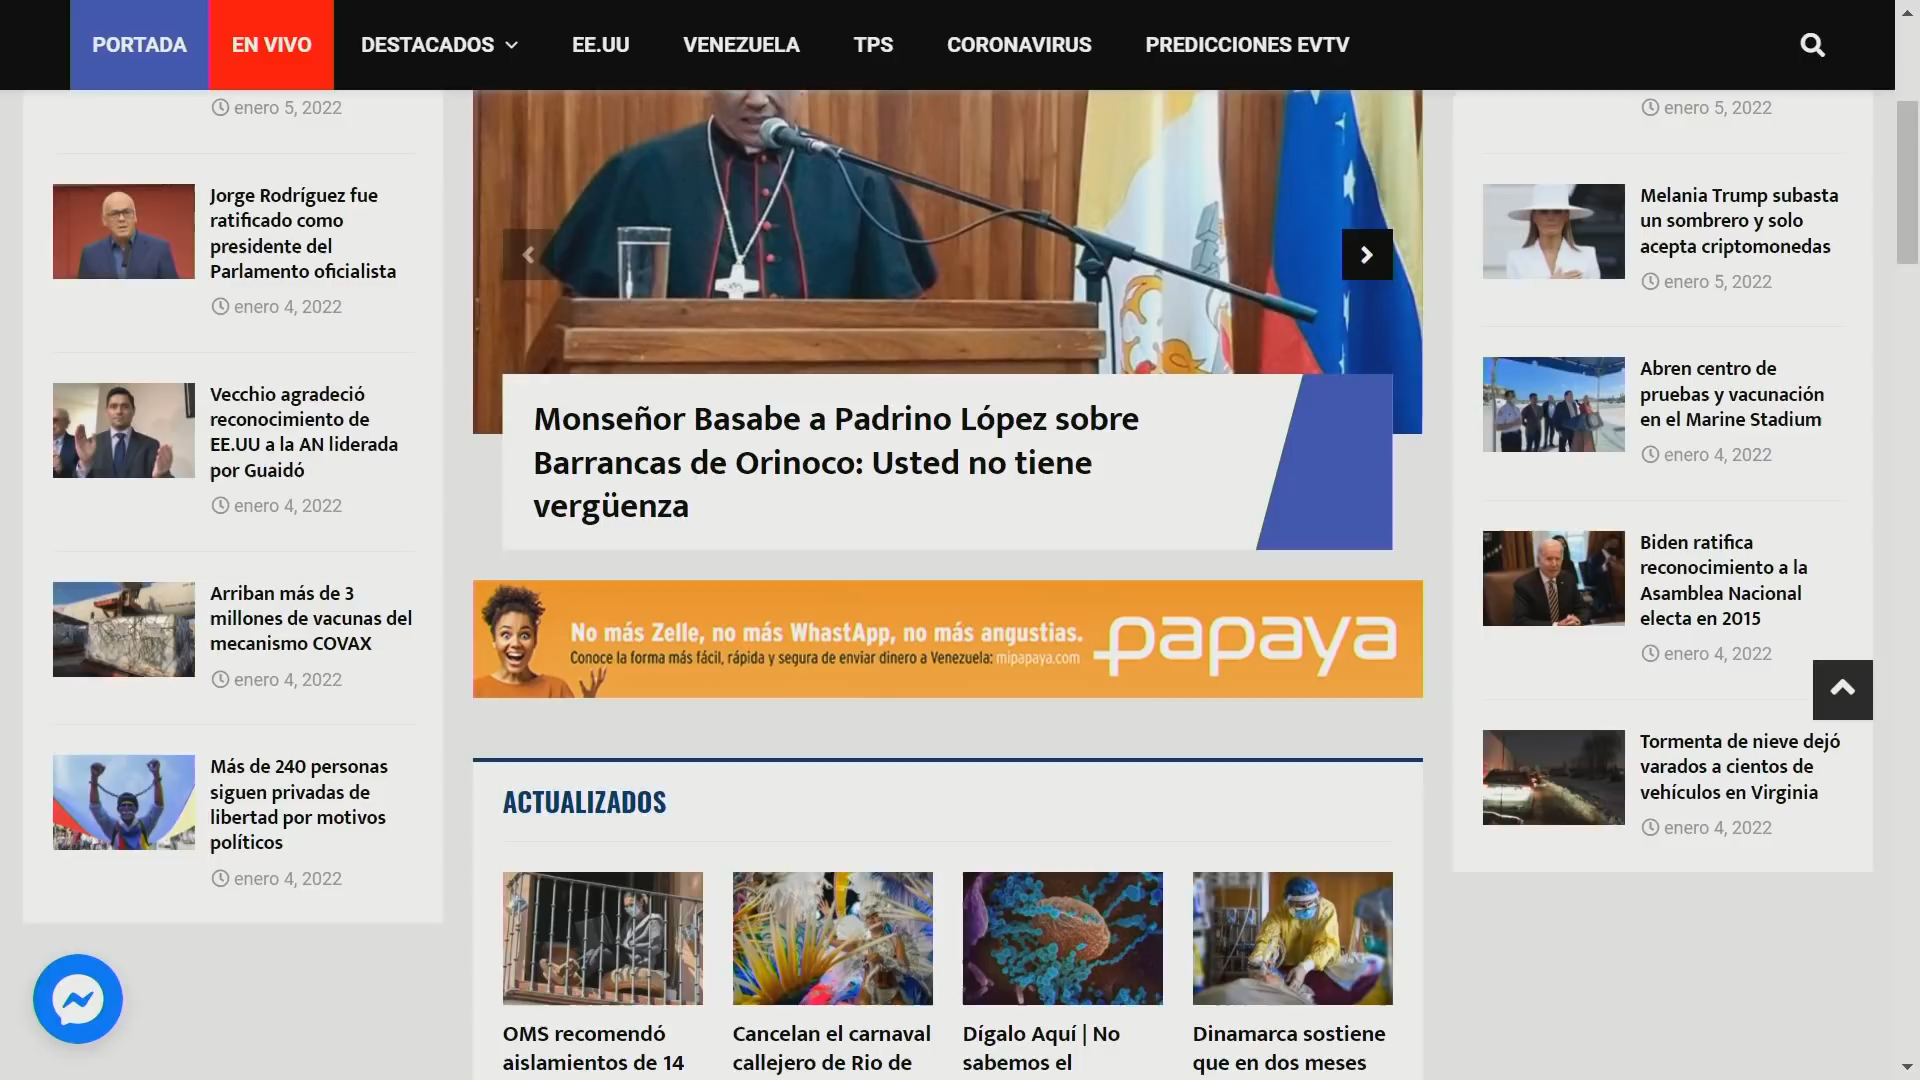 PORTADA
EN VIVO
DESTACADOS
EE.UU
VENEZUELA
TPS
CORONAVIRUS
PREDICCIONES EVTV
enero 5, 2022
Jorge Rodríguez fue
ratificado como
presidente del
Parlamento oficialista
enero 4, 2022
Vecchio agradeció
reconocimiento de
EE.UU a la AN liderada
por Guaidó
enero 4, 2022
Arriban más de 3
millones de vacunas del
mecanismo COVAX
enero 4, 2022
Más de 240 personas
siguen privadas de
libertad por motivos
políticos
enero 4, 2022
Monseñor Basabe a Padrino López sobre
Barrancas de Orinoco: Usted no tiene
vergüenza
No más Zelle, no más WhastApp, no más angustias.
Conoce la forma más fácil, rápida y segura de enviar dinero a Venezuela: mipapaya.com
papaya
ACTUALIZADOS
OMS recomendó
aislamientos de 14
Cancelan el carnaval
callejero de Rio de
Dígalo Aquí | No
sabemos el
Dinamarca sostiene
que en dos meses
enero 5, 2022
Melania Trump subasta
un sombrero y solo
acepta criptomonedas
enero 5, 2022
Abren centro de
pruebas y vacunación
en el Marine Stadium
enero 4, 2022
Biden ratifica
reconocimiento a la
Asamblea Nacional
electa en 2015
enero 4, 2022
Tormenta de nieve dejó
varados a cientos de
vehículos en Virginia
enero 4, 2022